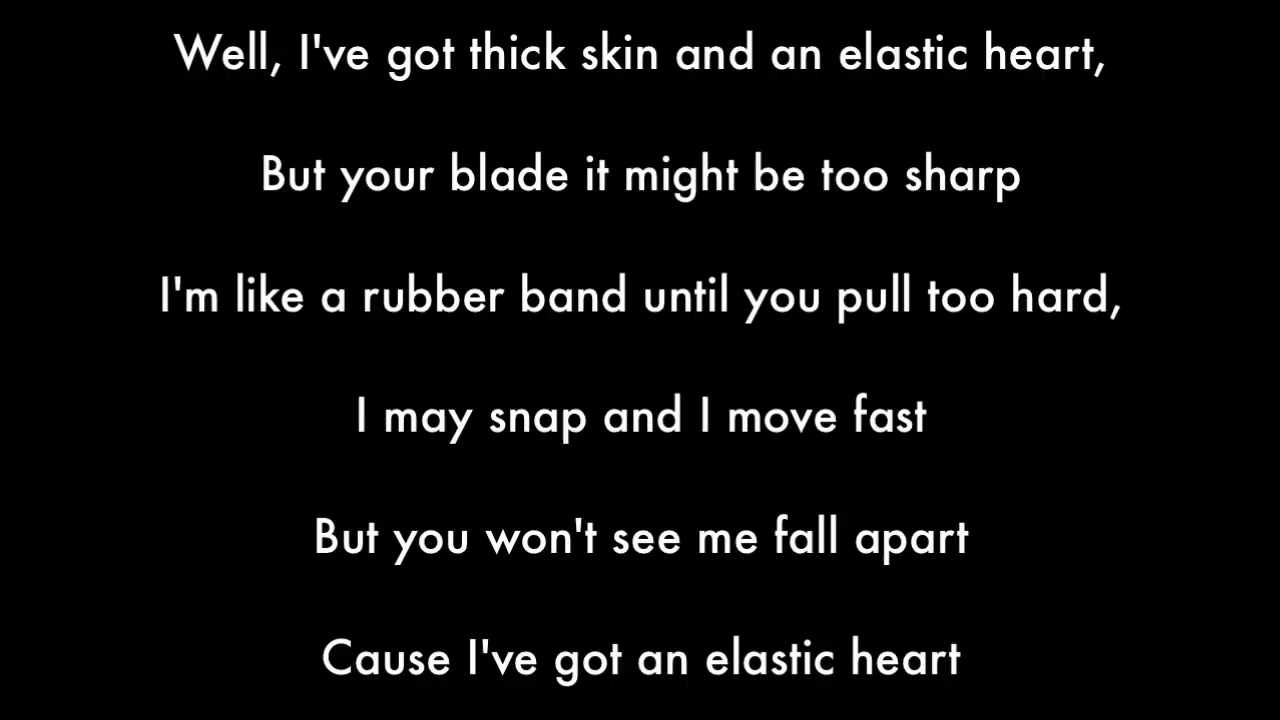 Well, I've got thick skin and an elastic heart,
But your blade it might be too sharp
I'm like a rubber band until you pull too hard,
I may snap and I move fast
But you won't see me fall apart
Cause I've got an elastic heart